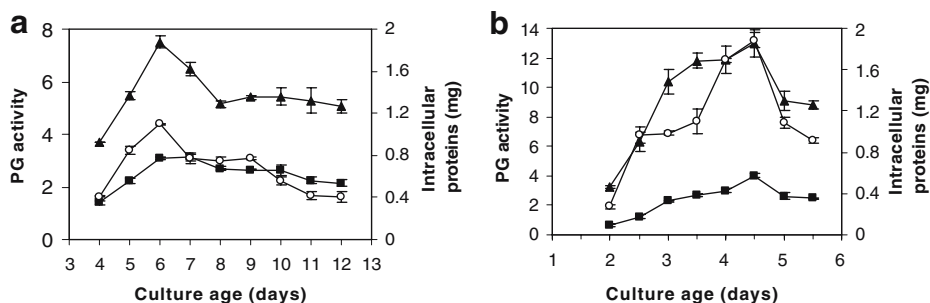 a
PG activity
8
6
4
2
0
2
1.6
1.2
0.8
0.4
0
Intracellular
proteins (mg)
3 4 5 6 7 8 9 10 11 12 13
Culture age (days)
b
PG activity
14
12
10
8
6
4
2
0
2
1.6
1.2
0.8
0.4
0
Intracellular
proteins (mg)
1 2 3 4 5 6
Culture age (days)